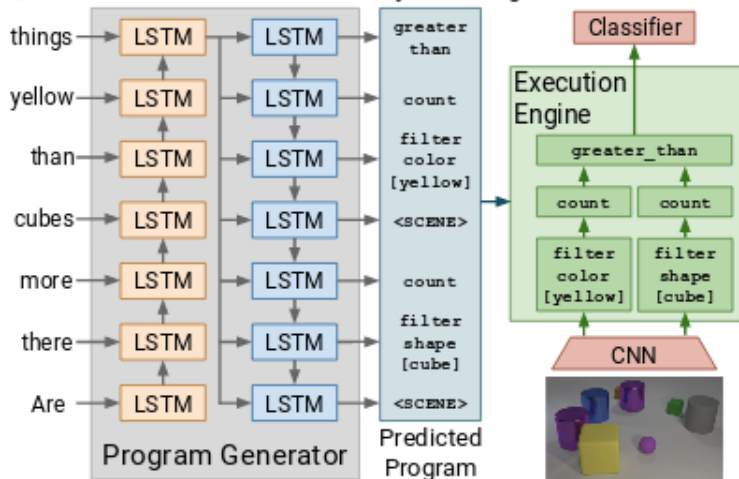 things
LSTM
LSTM
greater
than
yellow
LSTM
LSTM
count
than
LSTM
LSTM
filter
color
[yellow]
cubes
LSTM
LSTM
<SCENE>
more
LSTM
LSTM
count
there
LSTM
LSTM
filter
shape
[cube]
Are
LSTM
LSTM
<SCENE>
Program Generator
Predicted
Program
Classifier
Execution
Engine
greater_than
count
count
filter
color
[yellow]
filter
shape
[cube]
CNN